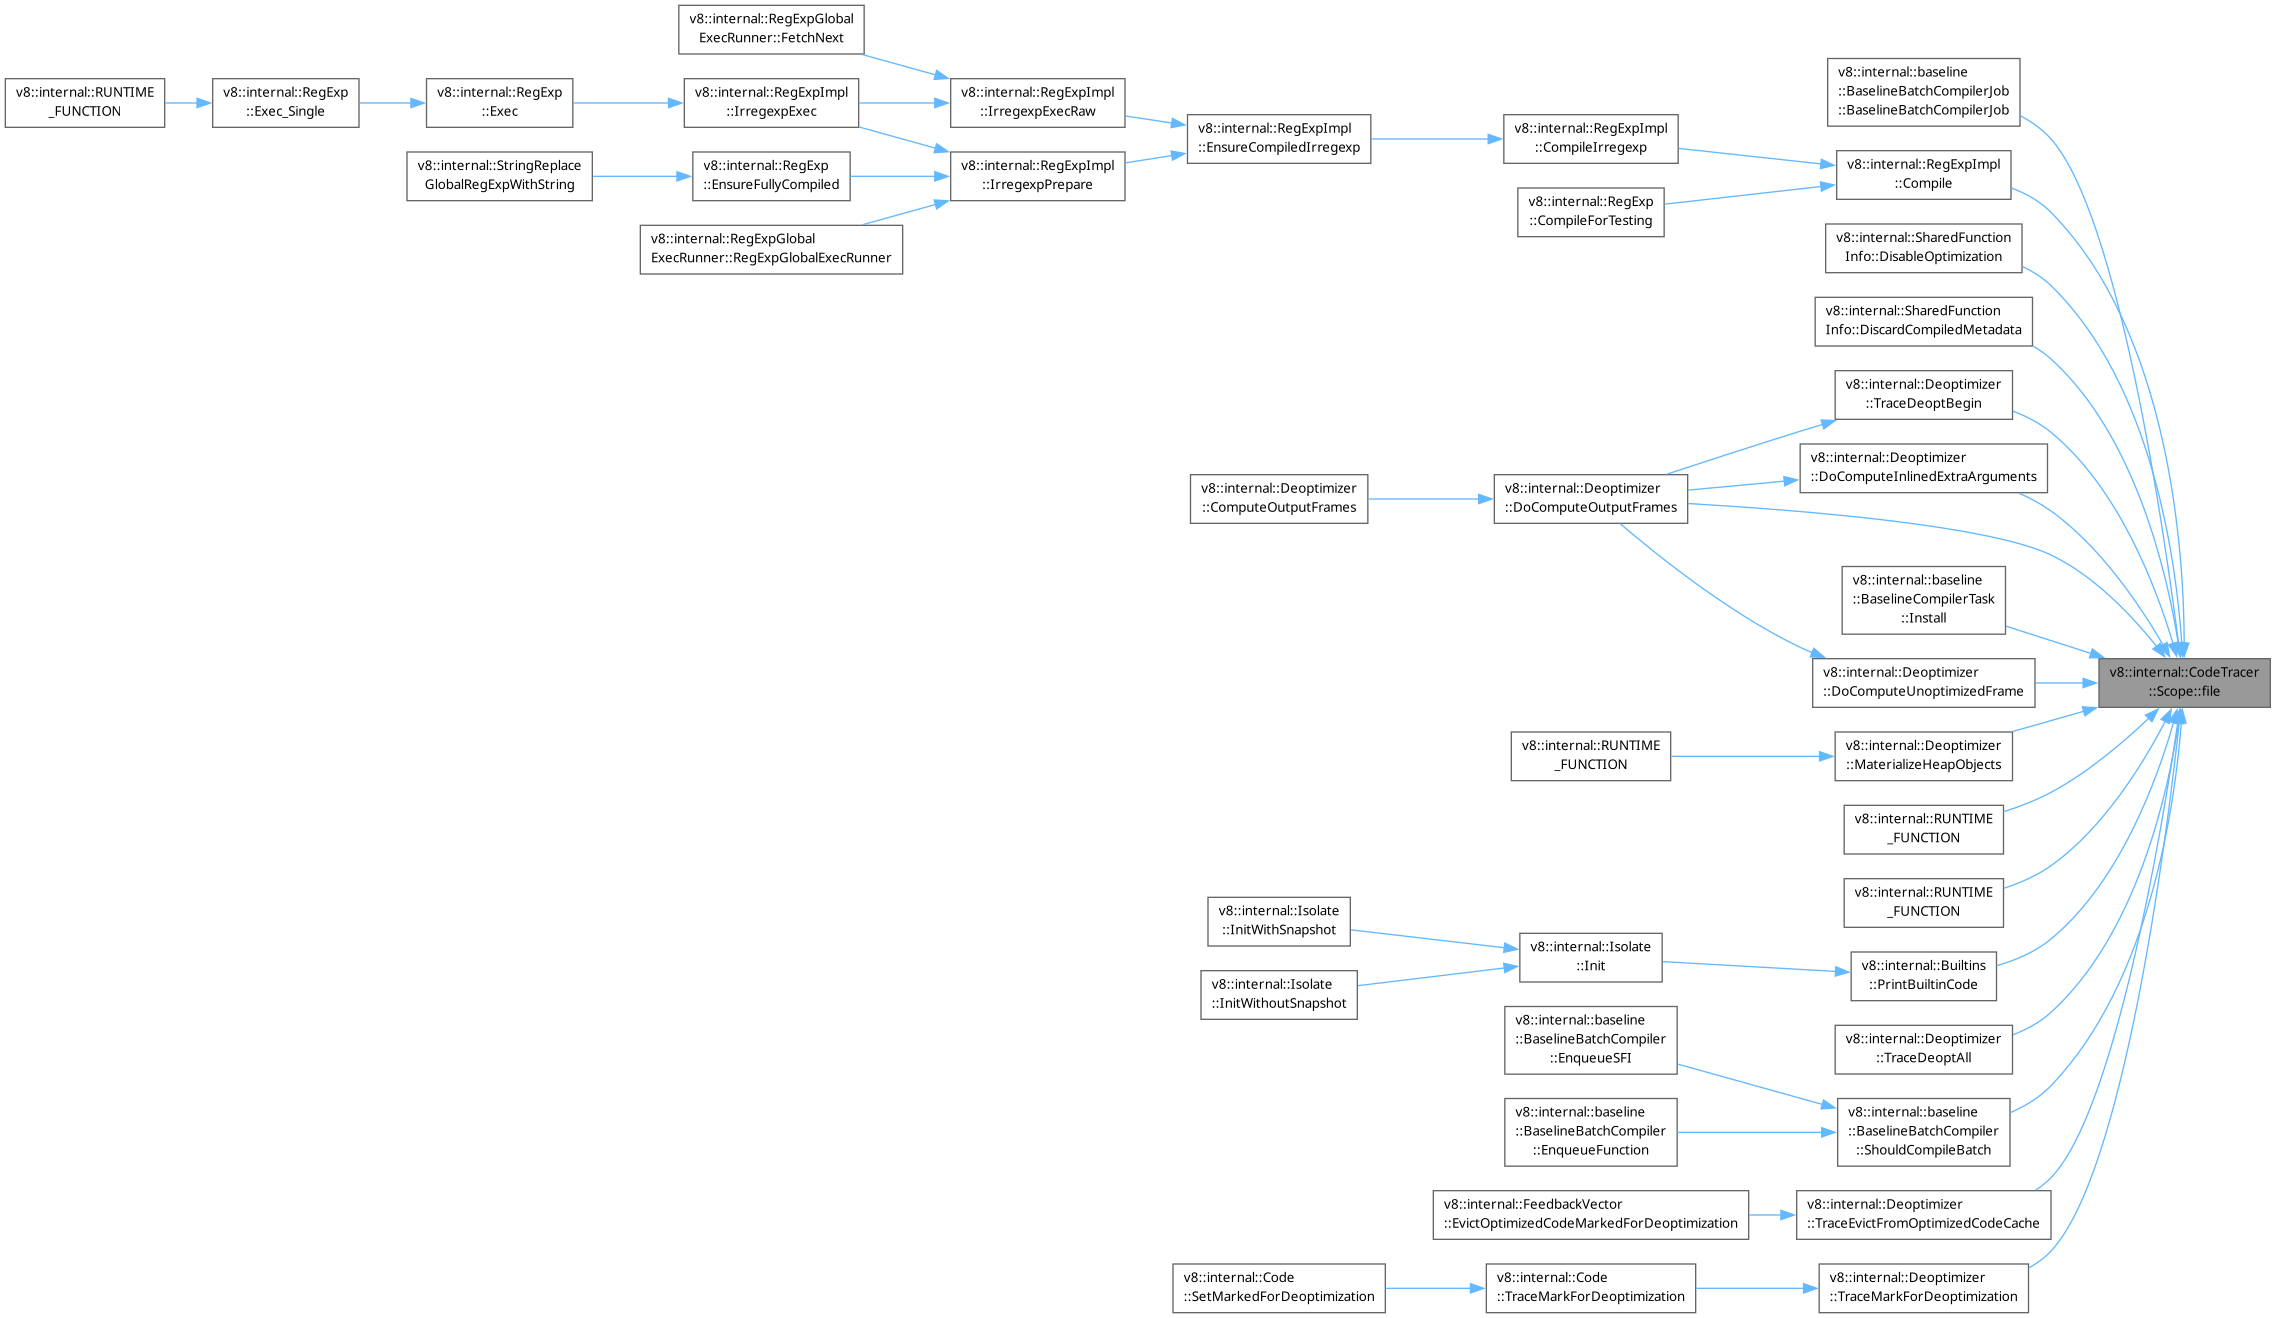 v8::internal::RegExpGlobal
ExecRunner::FetchNext
v8::internal::RUNTIME
_FUNCTION
v8::internal::RegExp
::Exec_Single
v8::internal::RegExp
::Exec
v8::internal::RegExpImpl
::IrregexpExec
v8::internal::RegExpImpl
::IrregexpExecRaw
v8::internal::StringReplace
GlobalRegExpWithString
v8::internal::RegExp
::EnsureFullyCompiled
v8::internal::RegExpImpl
::IrregexpPrepare
v8::internal::RegExpGlobal
ExecRunner::RegExpGlobalExecRunner
v8::internal::RegExpImpl
::EnsureCompiledIrregexp
v8::internal::RegExpImpl
::CompileIrregexp
v8::internal::RegExp
::CompileForTesting
v8::internal::baseline
::BaselineBatchCompilerJob
::BaselineBatchCompilerJob
v8::internal::RegExpImpl
::Compile
v8::internal::SharedFunction
Info::DisableOptimization
v8::internal::SharedFunction
Info::DiscardCompiledMetadata
v8::internal::Deoptimizer
::TraceDeoptBegin
v8::internal::Deoptimizer
::DoComputeInlinedExtraArguments
v8::internal::Deoptimizer
::ComputeOutputFrames
v8::internal::Deoptimizer
::DoComputeOutputFrames
v8::internal::baseline
::BaselineCompilerTask
::Install
v8::internal::Deoptimizer
::DoComputeUnoptimizedFrame
v8::internal::CodeTracer
::Scope::file
v8::internal::RUNTIME
_FUNCTION
v8::internal::Deoptimizer
::MaterializeHeapObjects
v8::internal::RUNTIME
_FUNCTION
v8::internal::RUNTIME
_FUNCTION
v8::internal::Isolate
::InitWithSnapshot
v8::internal::Isolate
::InitWithoutSnapshot
v8::internal::Isolate
::Init
v8::internal::Builtins
::PrintBuiltinCode
v8::internal::Deoptimizer
::TraceDeoptAll
v8::internal::baseline
::BaselineBatchCompiler
::EnqueueSFI
v8::internal::baseline
::BaselineBatchCompiler
::EnqueueFunction
v8::internal::baseline
::BaselineBatchCompiler
::ShouldCompileBatch
v8::internal::FeedbackVector
::EvictOptimizedCodeMarkedForDeoptimization
v8::internal::Deoptimizer
::TraceEvictFromOptimizedCodeCache
v8::internal::Code
::SetMarkedForDeoptimization
v8::internal::Code
::TraceMarkForDeoptimization
v8::internal::Deoptimizer
::TraceMarkForDeoptimization